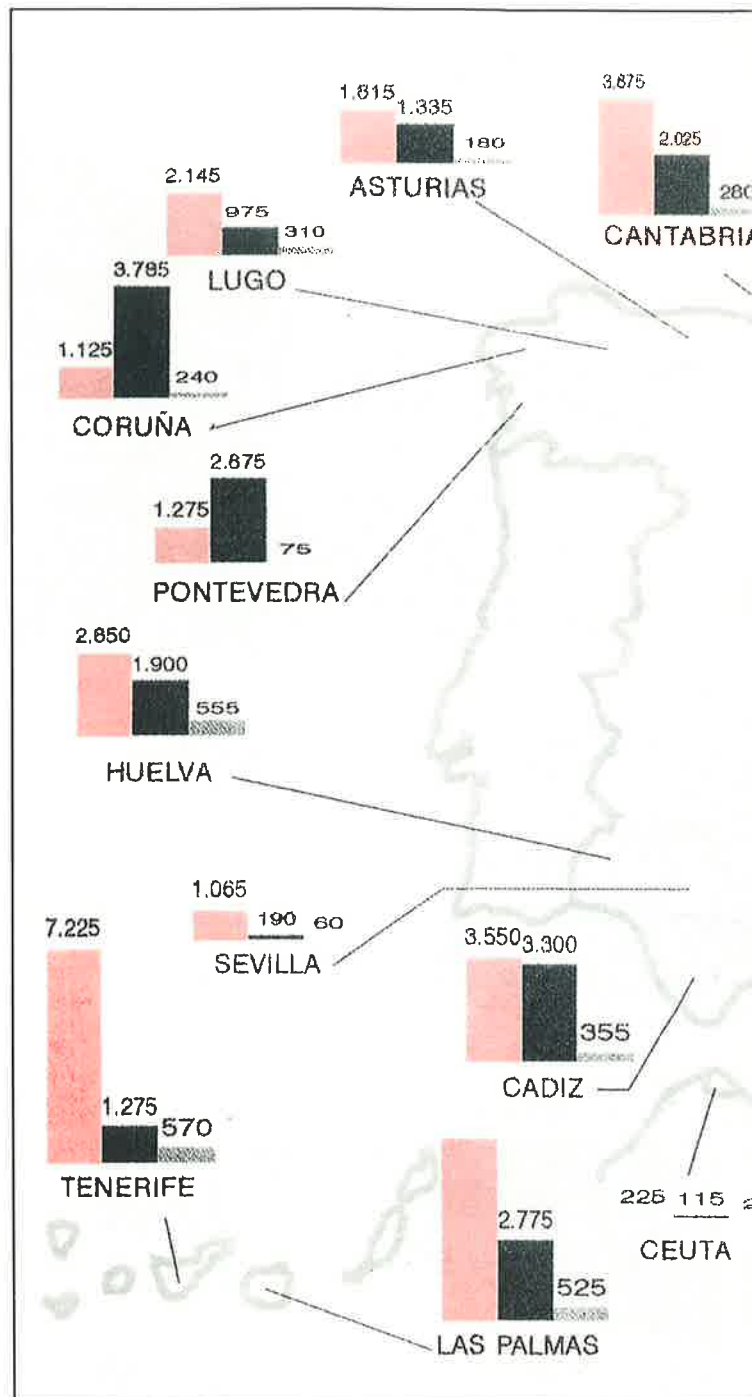 1.615 1.335 180
ASTURIAS
3.875 2.025 280
CANTABRIA
2.145 975 310
LUGO
3.785
1.125 240
CORUÑA
2.675
1.275 75
PONTEVEDRA
2.850 1.900 555
HUELVA
1.065 190 60
SEVILLA
7.225 1.275 570
TENERIFE
3.550 3.300 355
CADIZ
225 115
CEUTA
2.775 525
LAS PALMAS